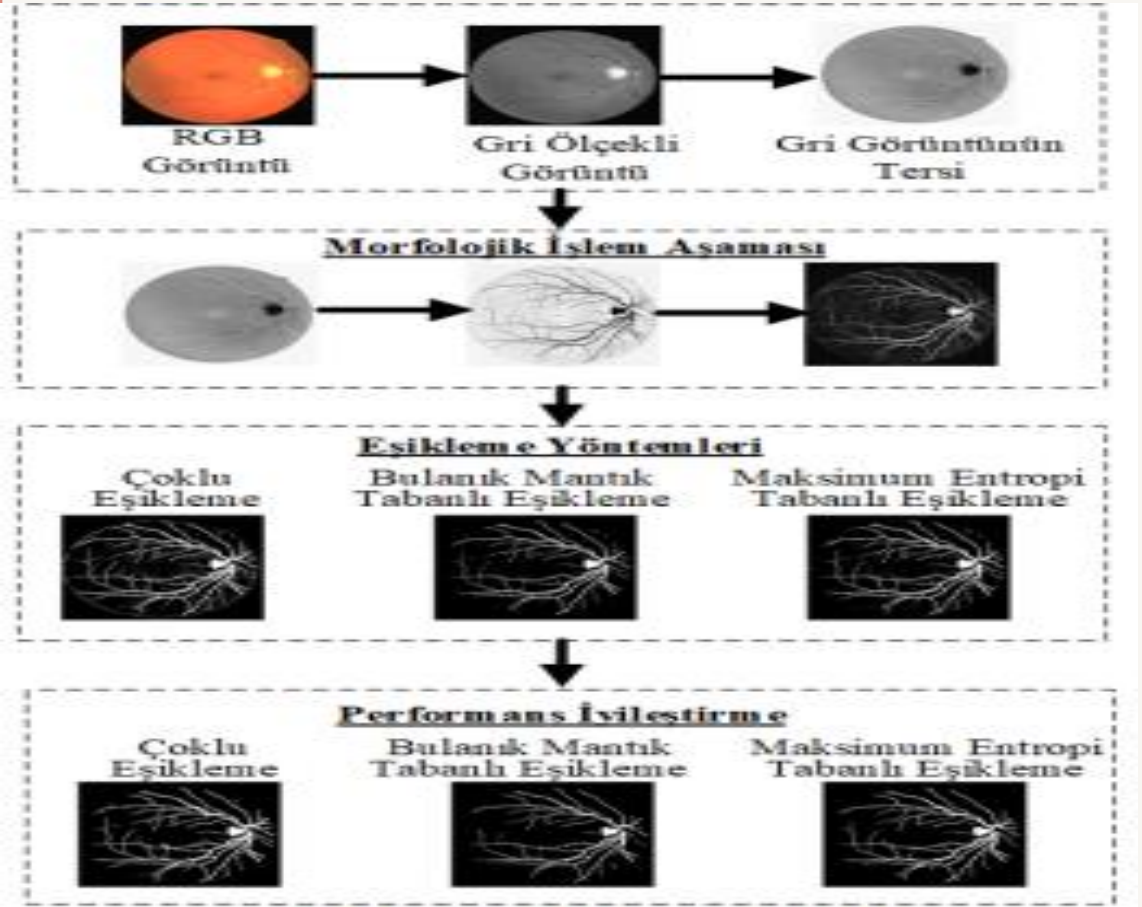 RGB
Görüntü
Gri Ölçekli
Görüntü
Gri Görüntünün
Tersi
Morfolojik İşlem Aşaması
Eşikleme Yöntemleri
Çoklu
Eşikleme
Bulanık Mantık
Tabanlı Eşikleme
Maksimum Entropi
Tabanlı Eşikleme
Performans İyileştirme
Çoklu
Eşikleme
Bulanık Mantık
Tabanlı Eşikleme
Maksimum Entropi
Tabanlı Eşikleme